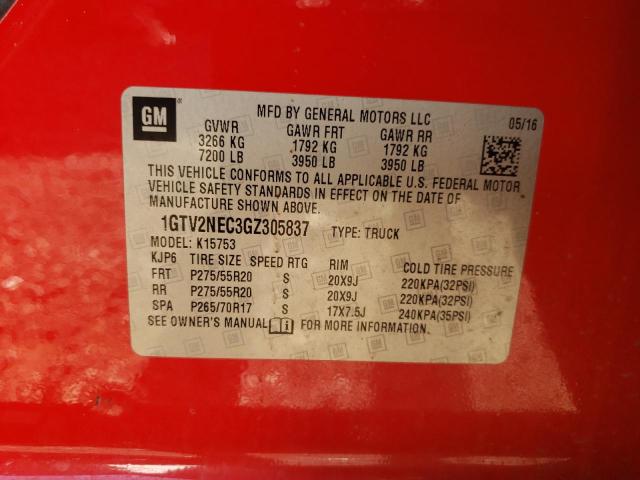 GM
MFD BY GENERAL MOTORS LLC 05/16
GVWR GAWR FRT GAWR RR
3266 KG 1792 KG 1792 KG
7200 LB 3950 LB 3950 LB
THIS VEHICLE CONFORMS TO ALL APPLICABLE U.S. FEDERAL MOTOR
VEHICLE SAFETY STANDARDS IN EFFECT ON THE DATE OF
MANUFACTURE SHOWN ABOVE.
1GTV2NEC3GZ305837 TYPE: TRUCK
MODEL: K15753
KJP6 TIRE SIZE SPEED RTG RIM COLD TIRE PRESSURE
FRT P275/55R20 S 20X9J 220KPA(32PSI)
RR P275/55R20 S 20X9J 220KPA(32PSI)
SPA P265/70R17 S 17X7.5J 240KPA(35PSI)
SEE OWNER'S MANUAL i FOR MORE INFORMATION.